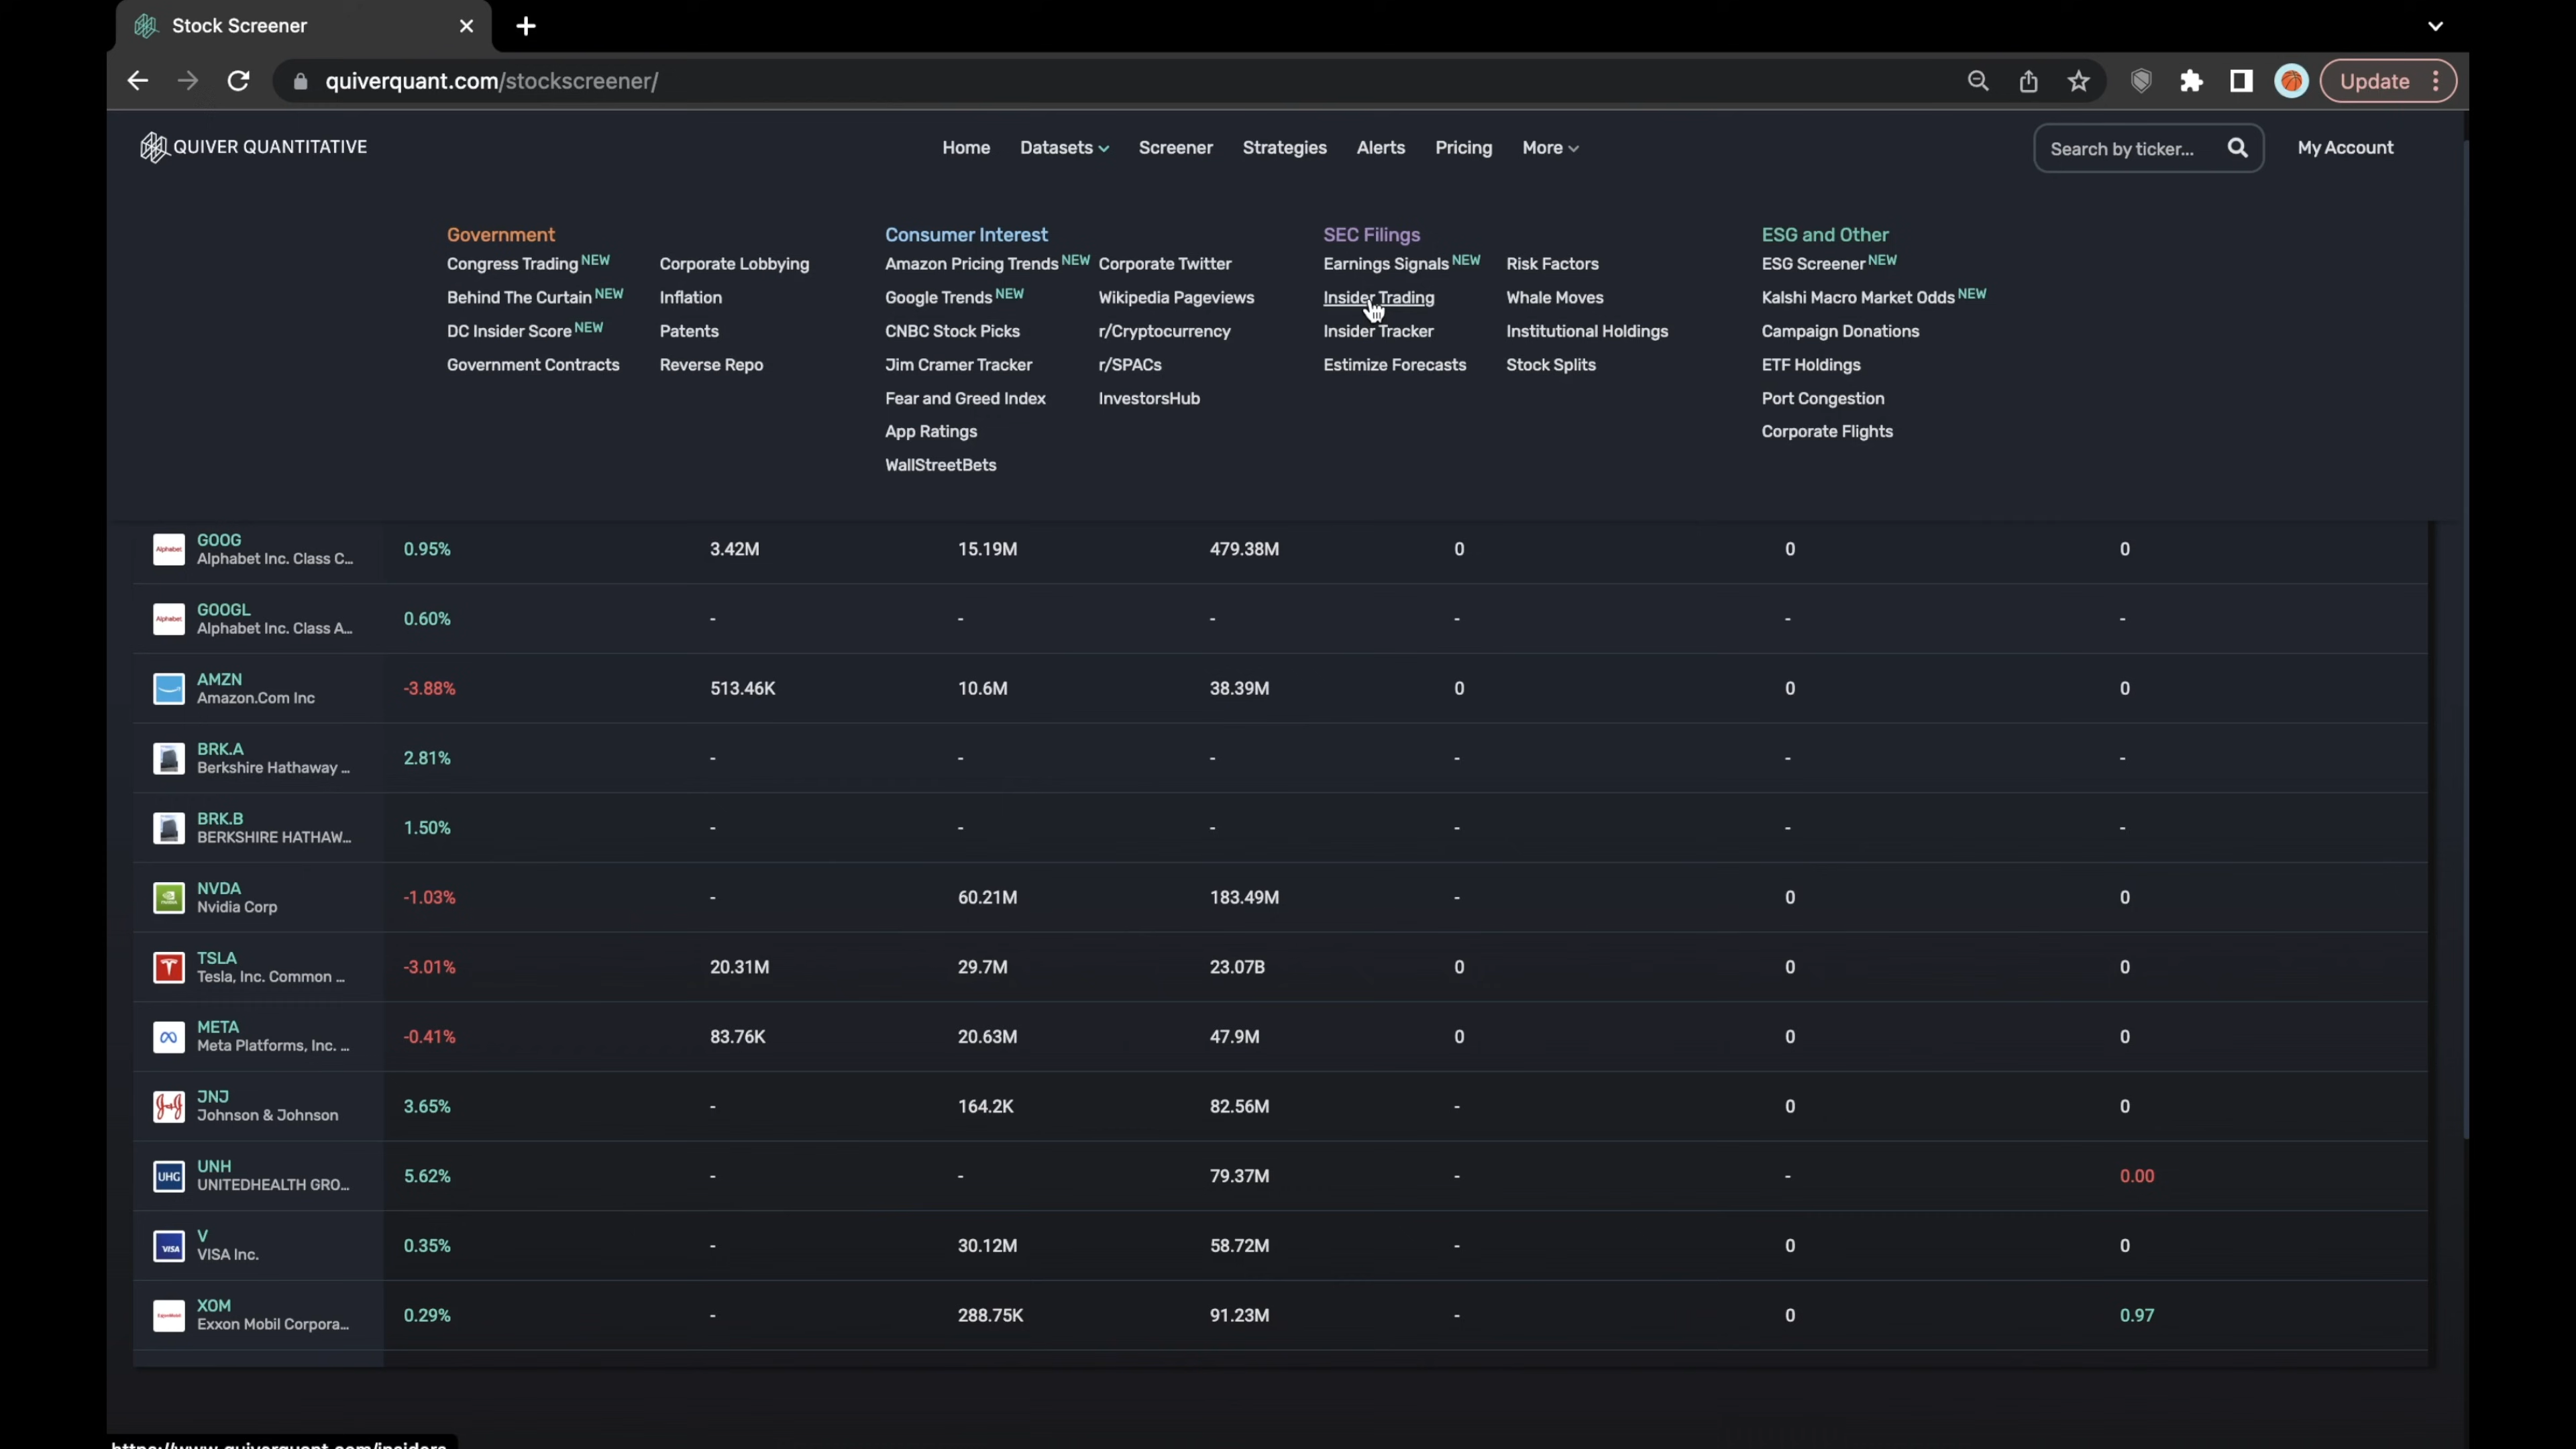 Stock Screener
quiverquant.com/stockscreener/
Update
QUIVER QUANTITATIVE
Home Datasets Screener Strategies Alerts Pricing More
Search by ticker...
My Account
Government
Congress Trading NEW Corporate Lobbying
Behind The Curtain NEW Inflation
DC Insider Score NEW Patents
Government Contracts Reverse Repo
Consumer Interest
Amazon Pricing Trends NEW Corporate Twitter
Google Trends NEW Wikipedia Pageviews
CNBC Stock Picks r/Cryptocurrency
Jim Cramer Tracker r/SPACs
Fear and Greed Index InvestorsHub
App Ratings
WallStreetBets
SEC Filings
Earnings Signals NEW Risk Factors
Insider Trading Whale Moves
Insider Tracker Institutional Holdings
Estimize Forecasts Stock Splits
ESG and Other
ESG Screener NEW
Kalshi Macro Market Odds NEW
Campaign Donations
ETF Holdings
Port Congestion
Corporate Flights
GOOG
Alphabet Inc. Class C...
0.95% 3.42M 15.19M 479.38M 0 0 0
GOOGL
Alphabet Inc. Class A...
0.60% - - - - - -
AMZN
Amazon.Com Inc
-3.88% 513.46K 10.6M 38.39M 0 0 0
BRK.A
Berkshire Hathaway ...
2.81% - - - - - -
BRK.B
BERKSHIRE HATHAW...
1.50% - - - - - -
NVDA
Nvidia Corp
-1.03% - 60.21M 183.49M - 0 0
TSLA
Tesla, Inc. Common ...
-3.01% 20.31M 29.7M 23.07B 0 0 0
META
Meta Platforms, Inc. ...
-0.41% 83.76K 20.63M 47.9M 0 0 0
JNJ
Johnson & Johnson
3.65% - 164.2K 82.56M - 0 0
UHG
UNH
UNITEDHEALTH GRO...
5.62% - - 79.37M - - 0.00
VISA
V
VISA Inc.
0.35% - 30.12M 58.72M - 0 0
XOM
Exxon Mobil Corpora...
0.29% - 288.75K 91.23M - 0 0.97
https://www.quiverquant.com/insiders